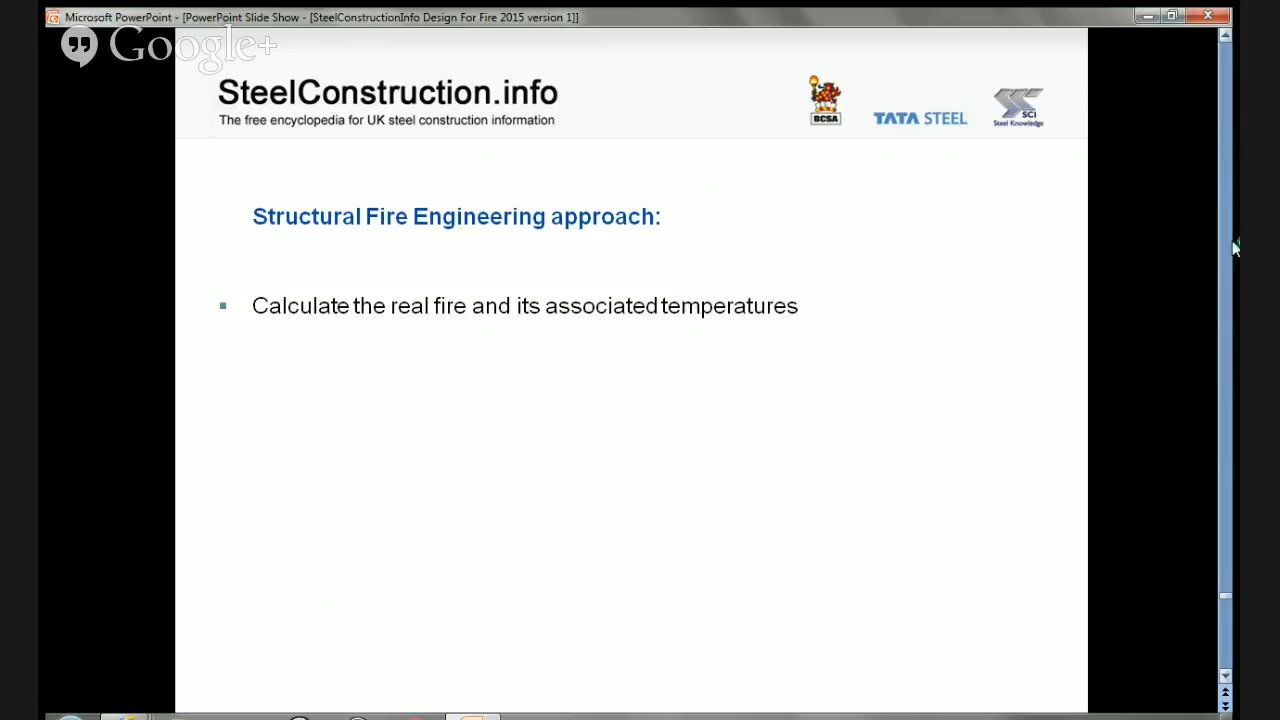 Microsoft PowerPoint - [PowerPoint Slide Show - [SteelConstructionInfo Design For Fire 2015 version 1]]
Google+
SteelConstruction.info
The free encyclopedia for UK steel construction information
BCSA
TATA STEEL
SCI
Steel Knowledge
Structural Fire Engineering approach:
Calculate the real fire and its associated temperatures